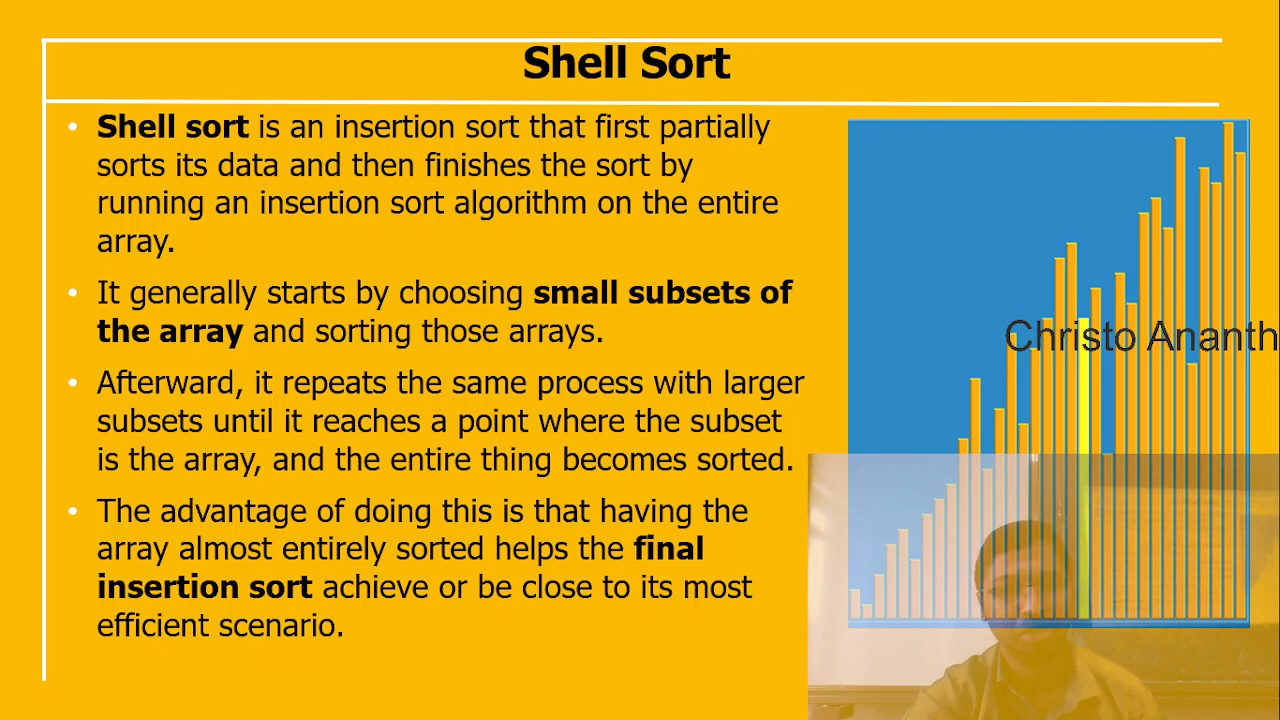 Shell Sort
• Shell sort is an insertion sort that first partially
sorts its data and then finishes the sort by
running an insertion sort algorithm on the entire
array.
• It generally starts by choosing small subsets of
the array and sorting those arrays.
• Afterward, it repeats the same process with larger
subsets until it reaches a point where the subset
is the array, and the entire thing becomes sorted.
• The advantage of doing this is that having the
array almost entirely sorted helps the final
insertion sort achieve or be close to its most
efficient scenario.
Christo Ananth